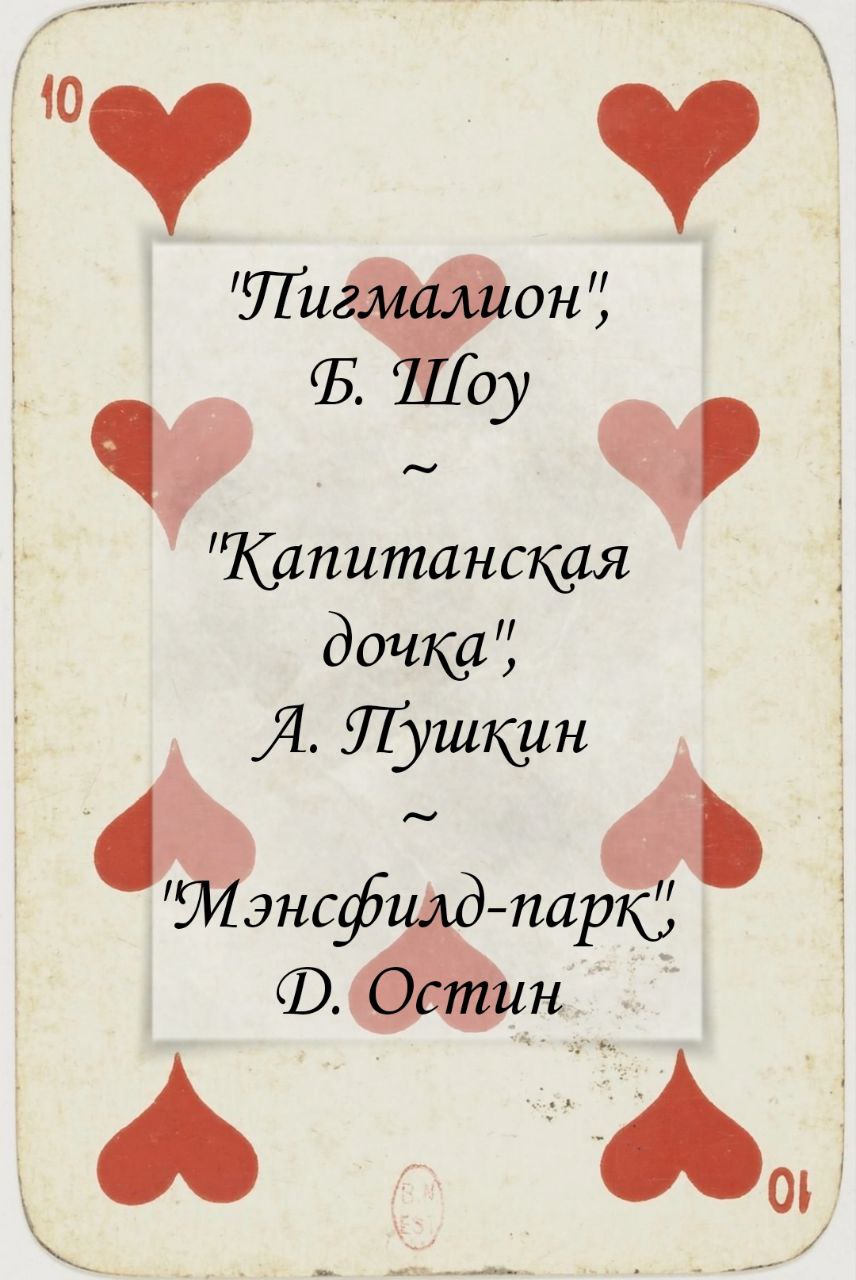 10
"Пигмалион",
Б. Шоу
~
"Капитанская
дочка",
А. Пушкин
~
"Мэнсфилд-парк",
Д. Остин
10